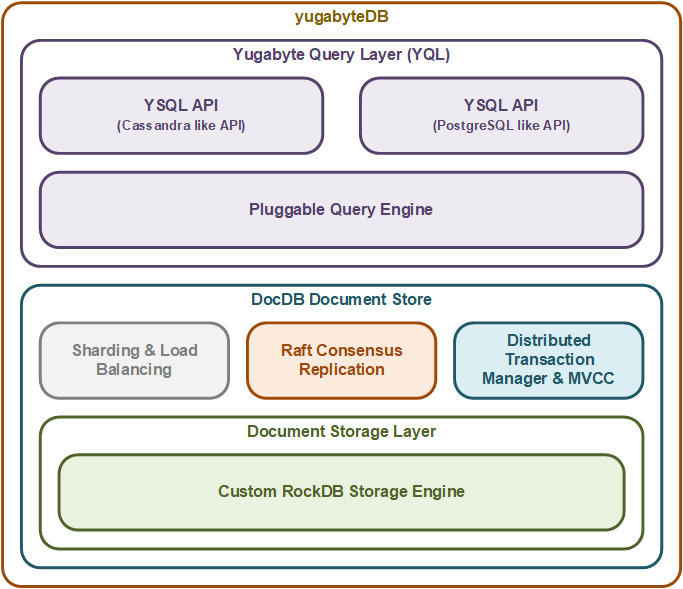 yugabyteDB
Yugabyte Query Layer (YQL)
YSQL API
(Cassandra like API)
YSQL API
(PostgreSQL like API)
Pluggable Query Engine
DocDB Document Store
Sharding & Load
Balancing
Raft Consensus
Replication
Distributed
Transaction
Manager & MVCC
Document Storage Layer
Custom RockDB Storage Engine